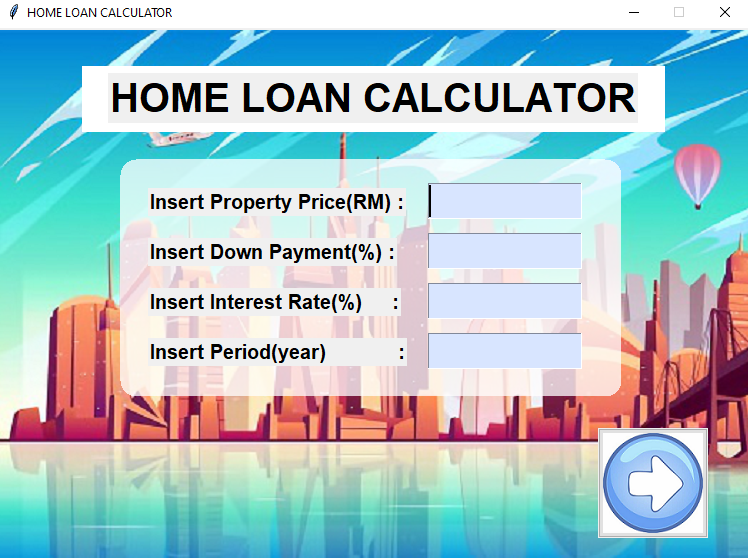 HOME LOAN CALCULATOR
HOME LOAN CALCULATOR
Insert Property Price(RM) :
Insert Down Payment(%) :
Insert Interest Rate(%) :
Insert Period(year) :